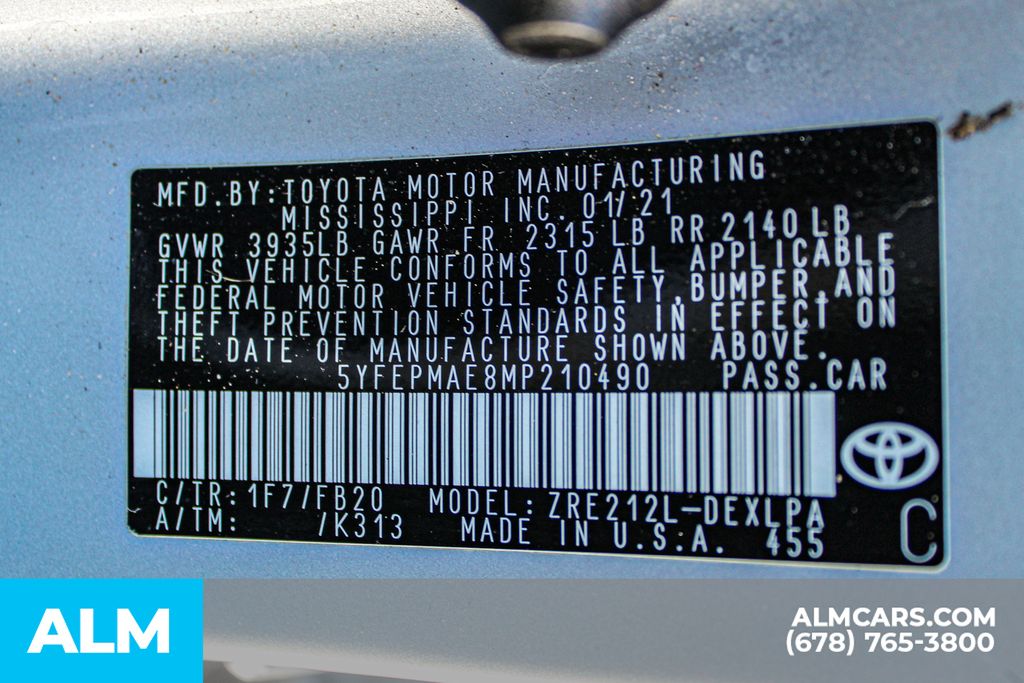 MFD.BY:TOYOTA MOTOR MANUFACTURING
MISSISSIPPI INC. 01/21
GVWR 3935LB GAWR FR 2315 LB RR 2140 LB
THIS VEHICLE CONFORMS TO ALL APPLICABLE
FEDERAL MOTOR VEHICLE SAFETY,BUMPER,AND
THEFT PREVENTION STANDARDS IN EFFECT ON
THE DATE OF MANUFACTURE SHOWN ABOVE.
5YFEPMAE8MP210490 PASS.CAR
C/TR: 1F7/FB20 MODEL: ZRE212L-DEXLPA
A/TM: /K313 MADE IN U.S.A. 455
C
ALM
ALMCARS.COM
(678) 765-3800